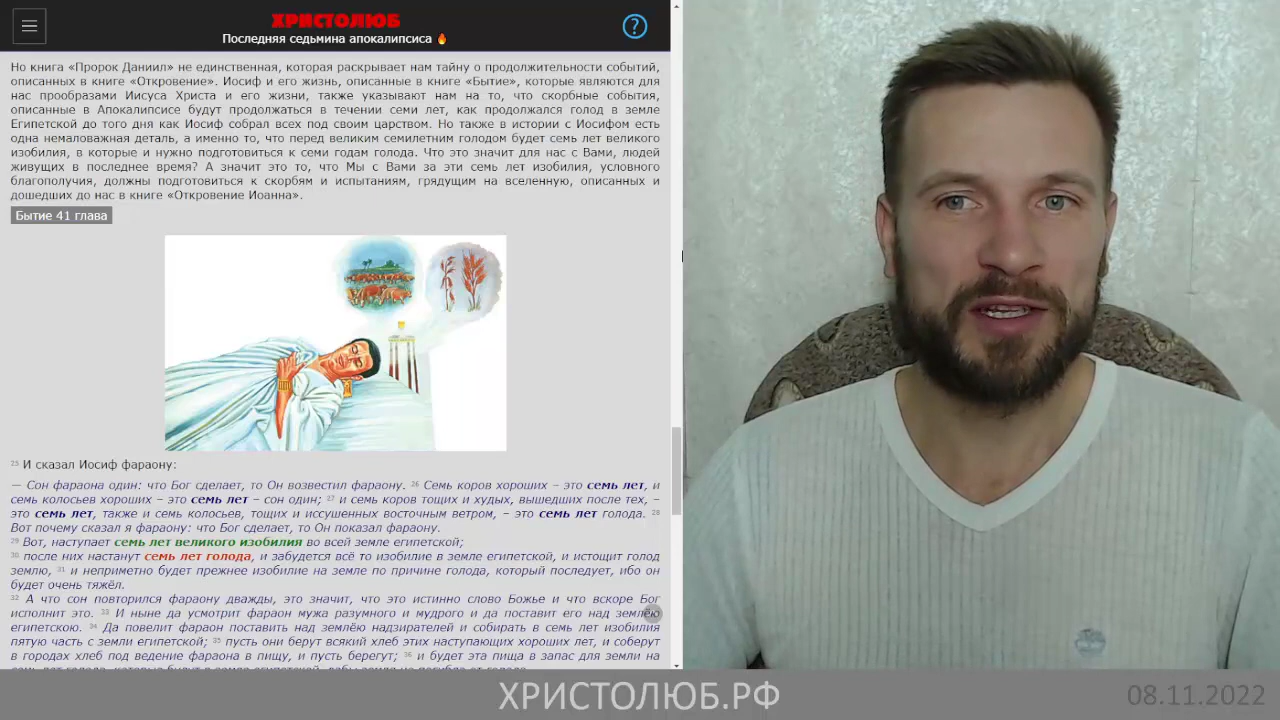 ХРИСТОЛЮБ
Последняя седьмина апокалипсиса
Но книга «Пророк Даниил» не единственная, которая раскрывает нам тайну о продолжительности событий,
описанных в книге «Откровение». Иосиф и его жизнь, описанные в книге «Бытие», которые являются для
нас прообразами Иисуса Христа и его жизни, также указывают нам на то, что скорбные события,
описанные в Апокалипсисе будут продолжаться в течении семи лет, как продолжался голод в земле
Египетской до того дня как Иосиф собрал всех под своим царством. Но также в истории с Иосифом есть
одна немаловажная деталь, а именно то, что перед великим семилетним голодом будет семь лет великого
изобилия, в которые и нужно подготовиться к семи годам голода. Что это значит для нас с Вами, людей
живущих в последнее время? А значит это то, что Мы с Вами за эти семь лет изобилия, условного
благополучия, должны подготовиться к скорбям и испытаниям, грядущим на вселенную, описанных и
дошедших до нас в книге «Откровение Иоанна».
Бытие 41 глава
25 И сказал Иосиф фараону:
— Сон фараона один: что Бог сделает, то Он возвестил фараону. 26 Семь коров хороших – это семь лет, и
семь колосьев хороших – это семь лет – сон один; 27 и семь коров тощих и худых, вышедших после тех, –
это семь лет, также и семь колосьев, тощих и иссушенных восточным ветром, – это семь лет голода. 28
Вот почему сказал я фараону: что Бог сделает, то Он показал фараону.
29 Вот, наступает семь лет великого изобилия во всей земле египетской;
30 после них настанут семь лет голода, и забудется всё то изобилие в земле египетской, и истощит голод
землю, 31 и неприметно будет прежнее изобилие на земле по причине голода, который последует, ибо он
будет очень тяжёл.
32 А что сон повторился фараону дважды, это значит, что это истинно слово Божье и что вскоре Бог
исполнит это. 33 И ныне да усмотрит фараон мужа разумного и мудрого и да поставит его над землёю
египетскою. 34 Да повелит фараон поставить над землёю надзирателей и собирать в семь лет изобилия
пятую часть с земли египетской; 35 пусть они берут всякий хлеб этих наступающих хороших лет, и соберут
в городах хлеб под ведение фараона в пищу, и пусть берегут; 36 и будет эта пища в запас для земли на
ХРИСТОЛЮБ.РФ
08.11.2022